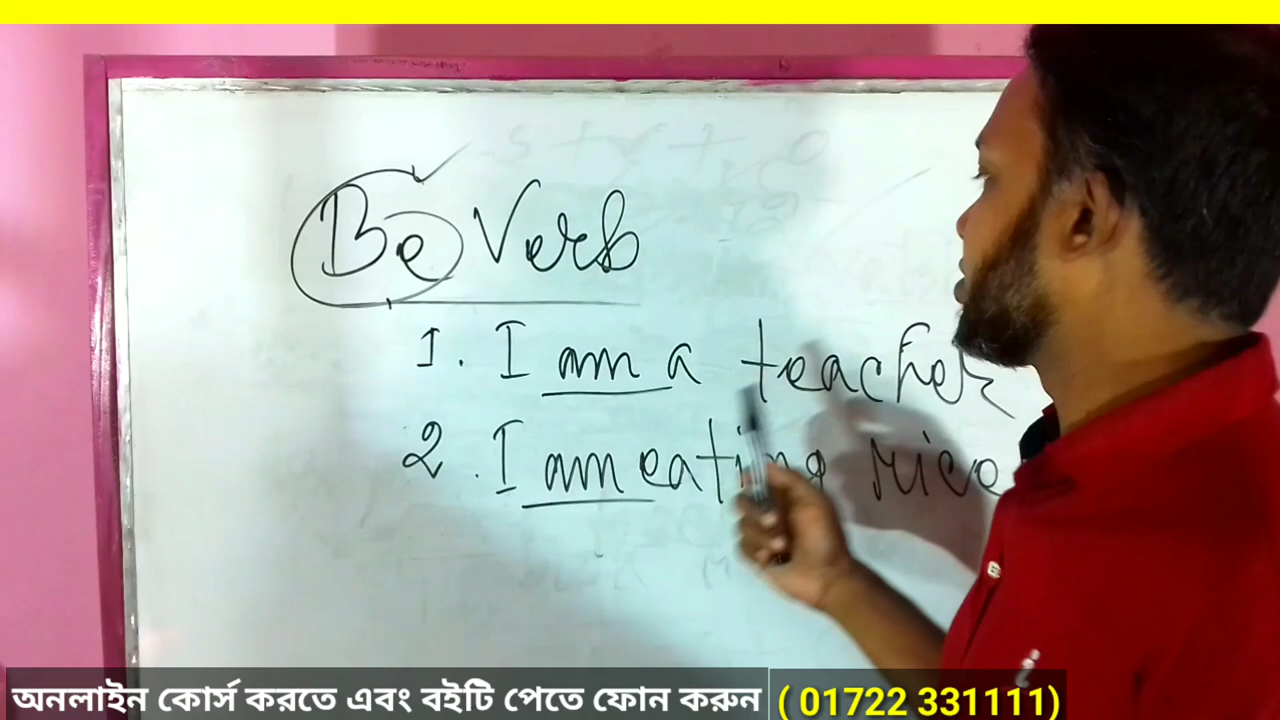 Be Verb
1. I am a teacher
2. I am eating rice
অনলাইন কোর্স করতে এবং বইটি পেতে ফোন করুন ( 01722 331111)